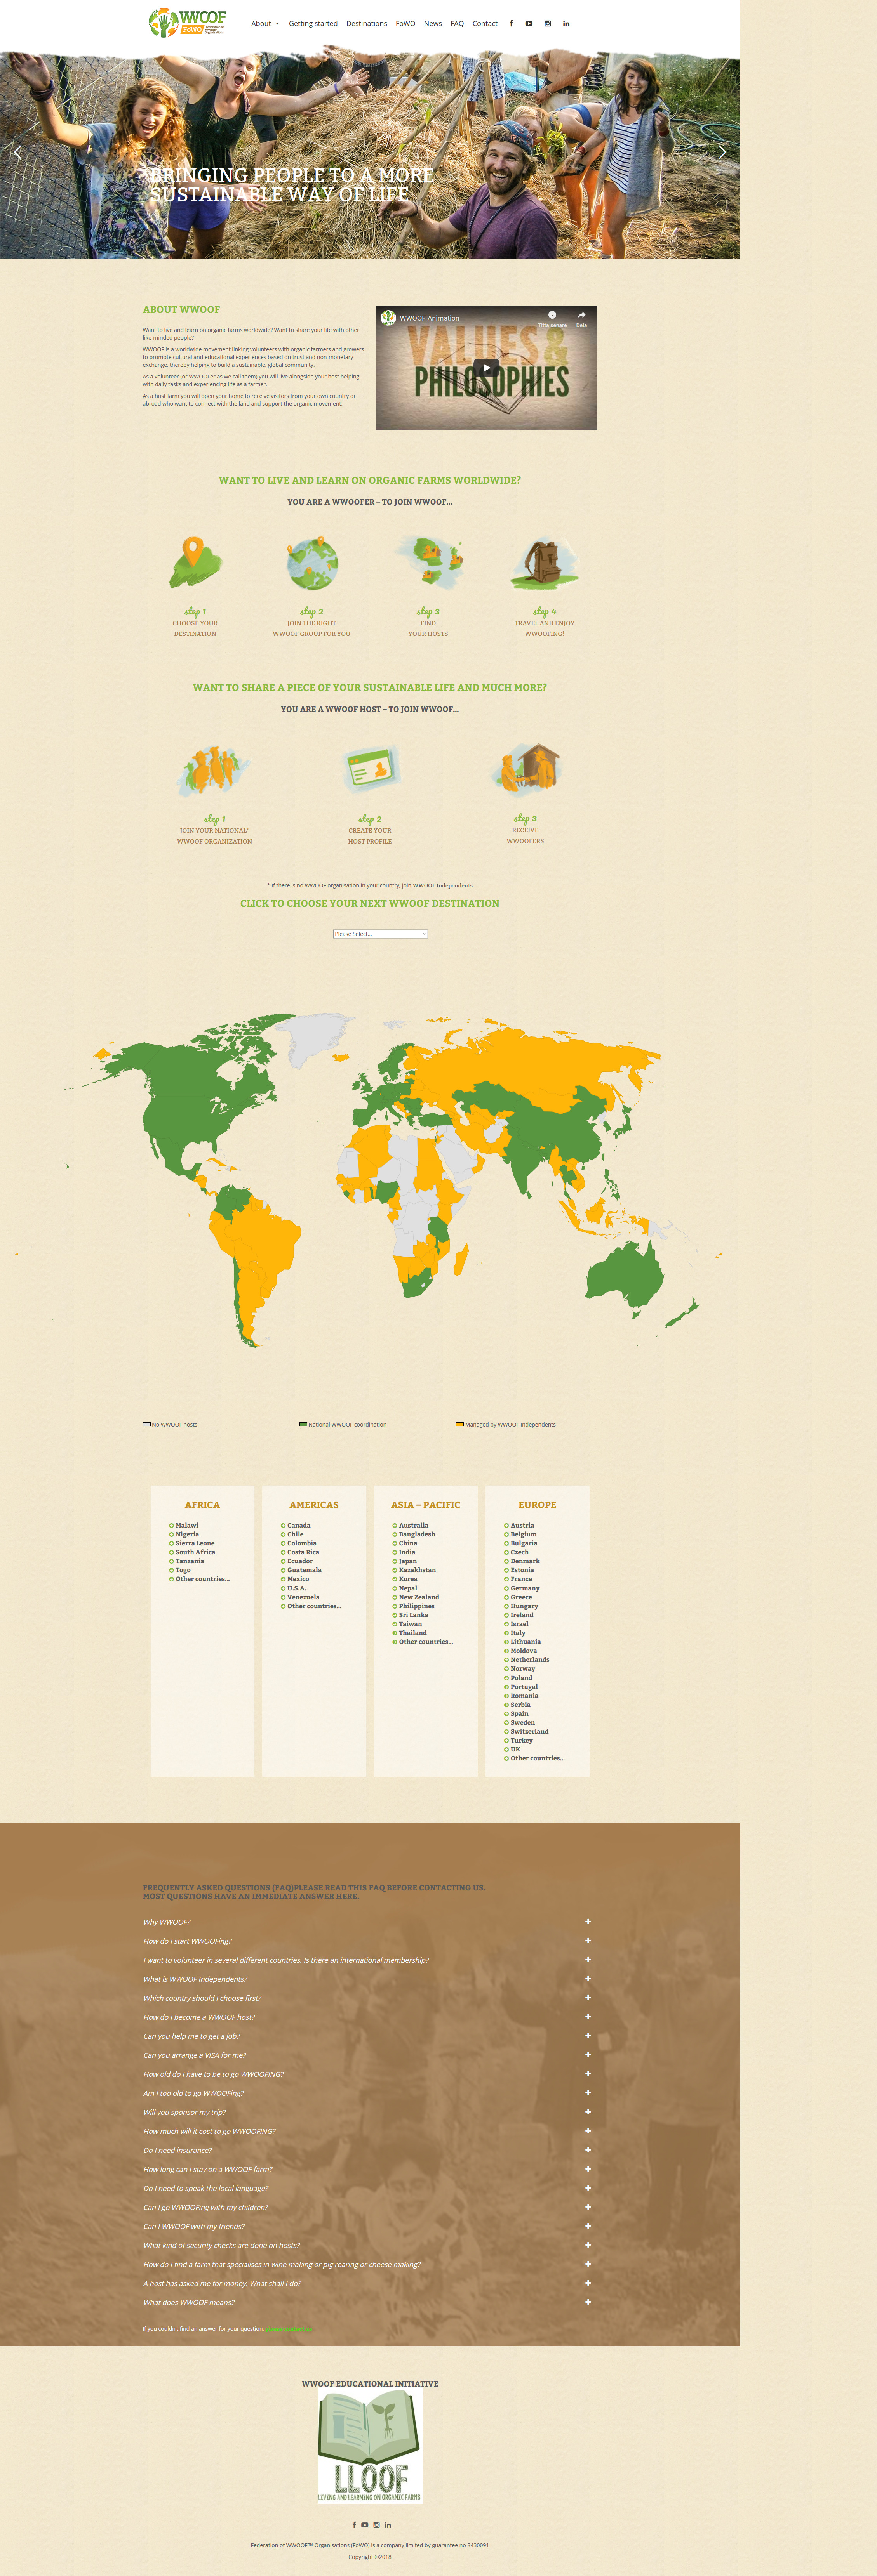 WWOOF
FoWO
Federation of WWOOF Organisations
About
Getting started
Destinations
FoWO
News
FAQ
Contact
BRINGING PEOPLE TO A MORE
SUSTAINABLE WAY OF LIFE
ABOUT WWOOF
Want to live and learn on organic farms worldwide? Want to share your life with other
like-minded people?
WWOOF is a worldwide movement linking volunteers with organic farmers and growers
to promote cultural and educational experiences based on trust and non-monetary
exchange, thereby helping to build a sustainable, global community.
As a volunteer (or WWOOFer as we call them) you will live alongside your host helping
with daily tasks and experiencing life as a farmer.
As a host farm you will open your home to receive visitors from your own country or
abroad who want to connect with the land and support the organic movement.
WWOOF Animation
Titta senare
Dela
VALUES &
PHILOSOPHIES
WANT TO LIVE AND LEARN ON ORGANIC FARMS WORLDWIDE?
YOU ARE A WWOOFER – TO JOIN WWOOF...
step 1
CHOOSE YOUR
DESTINATION
step 2
JOIN THE RIGHT
WWOOF GROUP FOR YOU
step 3
FIND
YOUR HOSTS
step 4
TRAVEL AND ENJOY
WWOOFING!
WANT TO SHARE A PIECE OF YOUR SUSTAINABLE LIFE AND MUCH MORE?
YOU ARE A WWOOF HOST – TO JOIN WWOOF...
step 1
JOIN YOUR NATIONAL*
WWOOF ORGANIZATION
step 2
CREATE YOUR
HOST PROFILE
step 3
RECEIVE
WWOOFERS
* If there is no WWOOF organisation in your country, join WWOOF Independents
CLICK TO CHOOSE YOUR NEXT WWOOF DESTINATION
Please Select...
No WWOOF hosts
National WWOOF coordination
Managed by WWOOF Independents
AFRICA
Malawi
Nigeria
Sierra Leone
South Africa
Tanzania
Togo
Other countries...
AMERICAS
Canada
Chile
Colombia
Costa Rica
Ecuador
Guatemala
Mexico
U.S.A.
Venezuela
Other countries...
ASIA – PACIFIC
Australia
Bangladesh
China
India
Japan
Kazakhstan
Korea
Nepal
New Zealand
Philippines
Sri Lanka
Taiwan
Thailand
Other countries...
EUROPE
Austria
Belgium
Bulgaria
Czech
Denmark
Estonia
France
Germany
Greece
Hungary
Ireland
Israel
Italy
Lithuania
Moldova
Netherlands
Norway
Poland
Portugal
Romania
Serbia
Spain
Sweden
Switzerland
Turkey
UK
Other countries...
FREQUENTLY ASKED QUESTIONS (FAQ)PLEASE READ THIS FAQ BEFORE CONTACTING US.
MOST QUESTIONS HAVE AN IMMEDIATE ANSWER HERE.
Why WWOOF?
How do I start WWOOFing?
I want to volunteer in several different countries. Is there an international membership?
What is WWOOF Independents?
Which country should I choose first?
How do I become a WWOOF host?
Can you help me to get a job?
Can you arrange a VISA for me?
How old do I have to be to go WWOOFING?
Am I too old to go WWOOFing?
Will you sponsor my trip?
How much will it cost to go WWOOFING?
Do I need insurance?
How long can I stay on a WWOOF farm?
Do I need to speak the local language?
Can I go WWOOFing with my children?
Can I WWOOF with my friends?
What kind of security checks are done on hosts?
How do I find a farm that specialises in wine making or pig rearing or cheese making?
A host has asked me for money. What shall I do?
What does WWOOF means?
If you couldn't find an answer for your question,
WWOOF EDUCATIONAL INITIATIVE
LLOOF
LIVING AND LEARNING ON ORGANIC FARMS
Federation of WWOOF™ Organisations (FoWO) is a company limited by guarantee no 8430091
Copyright ©2018